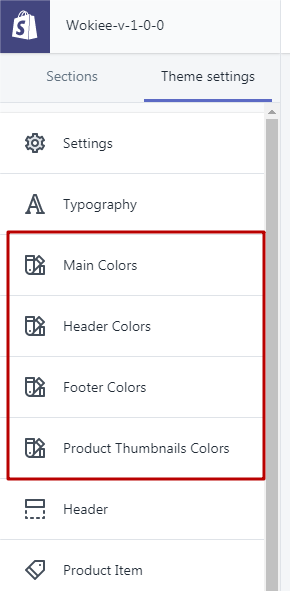 Wokiee-v-1-0-0
Sections Theme settings
Settings
Typography
Main Colors
Header Colors
Footer Colors
Product Thumbnails Colors
Header
Product Item